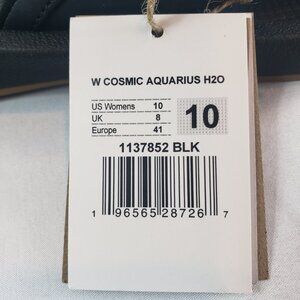 W COSMIC AQUARIUS H2O
US Womens 10
UK 8
Europe 41
10
1137852 BLK
1 96565 28726 7